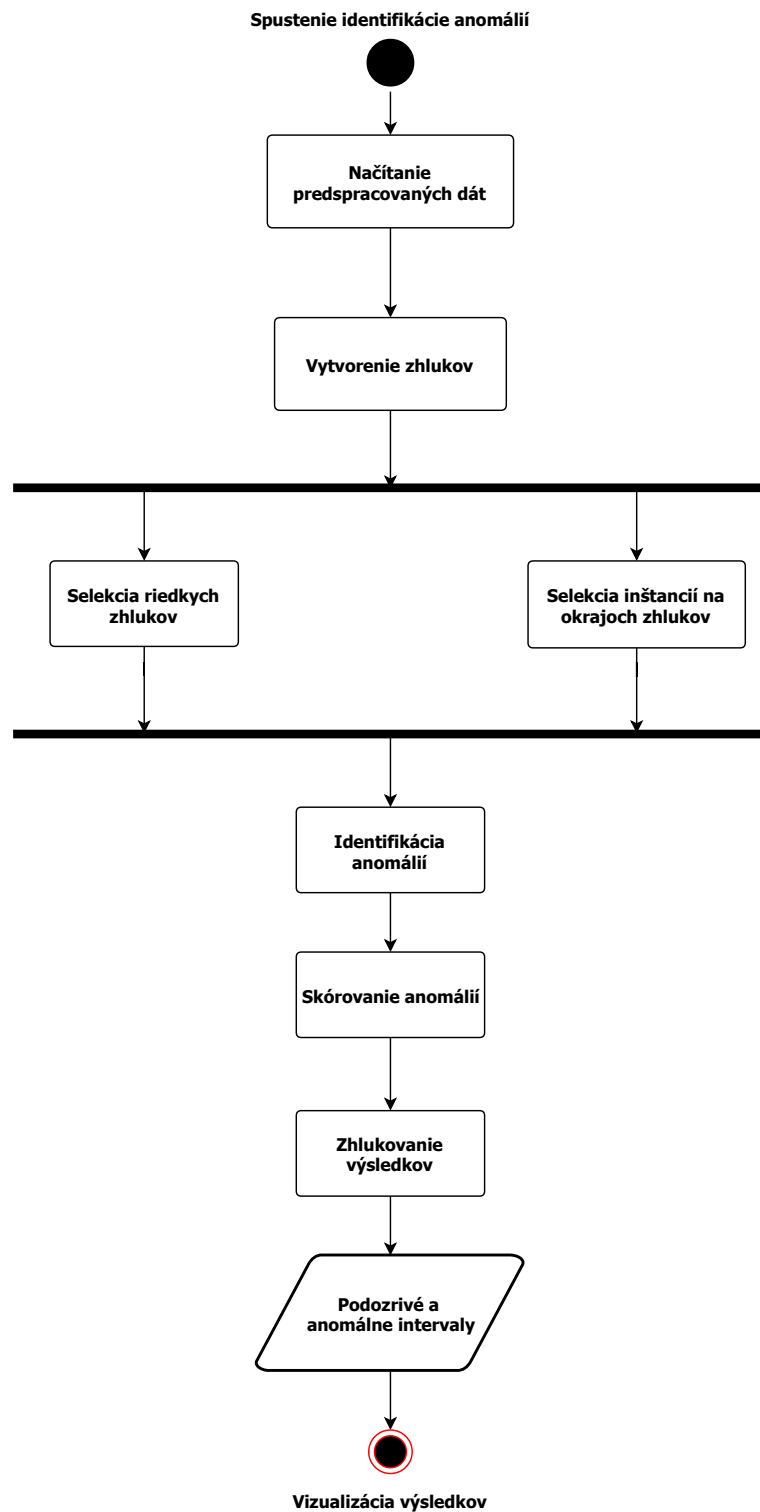 Spustenie identifikácie anomálií
Načítanie
predspracovaných dát
Vytvorenie zhlukov
Selekcia riedkych
zhlukov
Selekcia inštancií na
okrajoch zhlukov
Identifikácia
anomálií
Skórovanie anomálií
Zhlukovanie
výsledkov
Podozrivé a
anomálne intervaly
Vizualizácia výsledkov